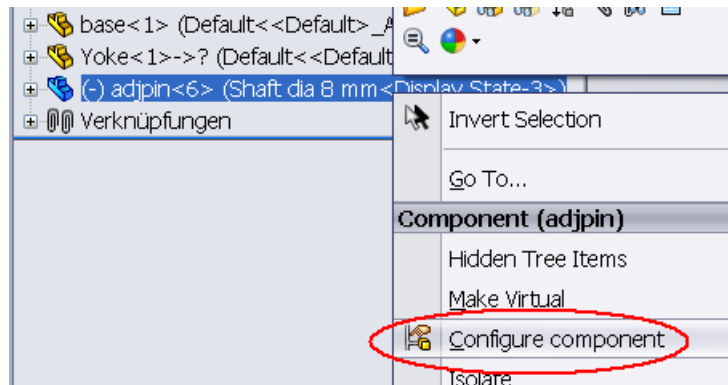 base<1> (Default<<Default>_A
Yoke<1>->? (Default<<Default
(-) adjpin<6> (Shaft dia 8 mm<Display State-3>)
Verknüpfungen
Invert Selection
Go To...
Component (adjpin)
Hidden Tree Items
Make Virtual
Configure component
Isolate